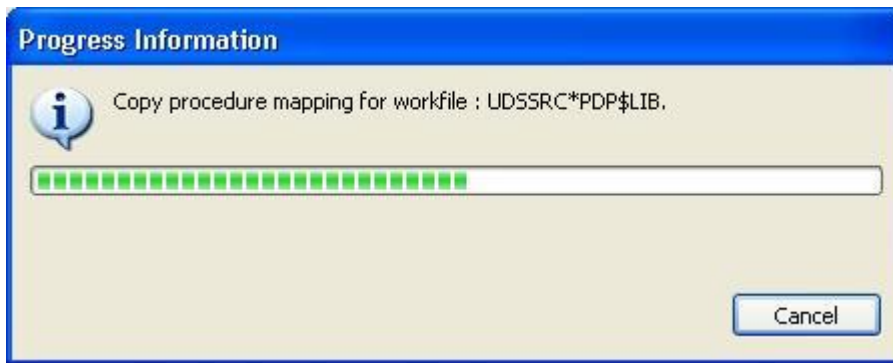 Progress Information
Copy procedure mapping for workfile : UDSSRC*PDP$LIB.
Cancel